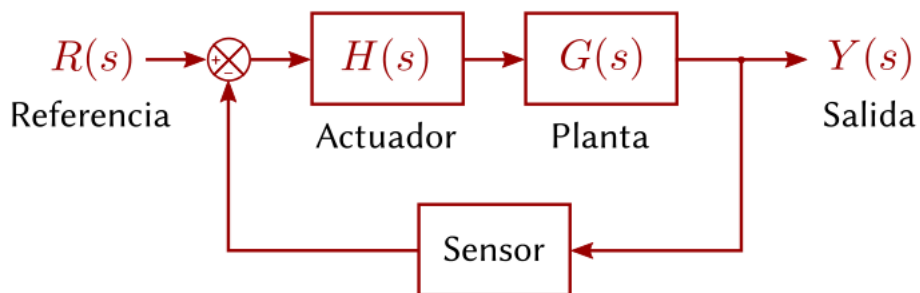 R(s) + − H(s) G(s) Y(s)
Referencia Actuador Planta Salida
Sensor